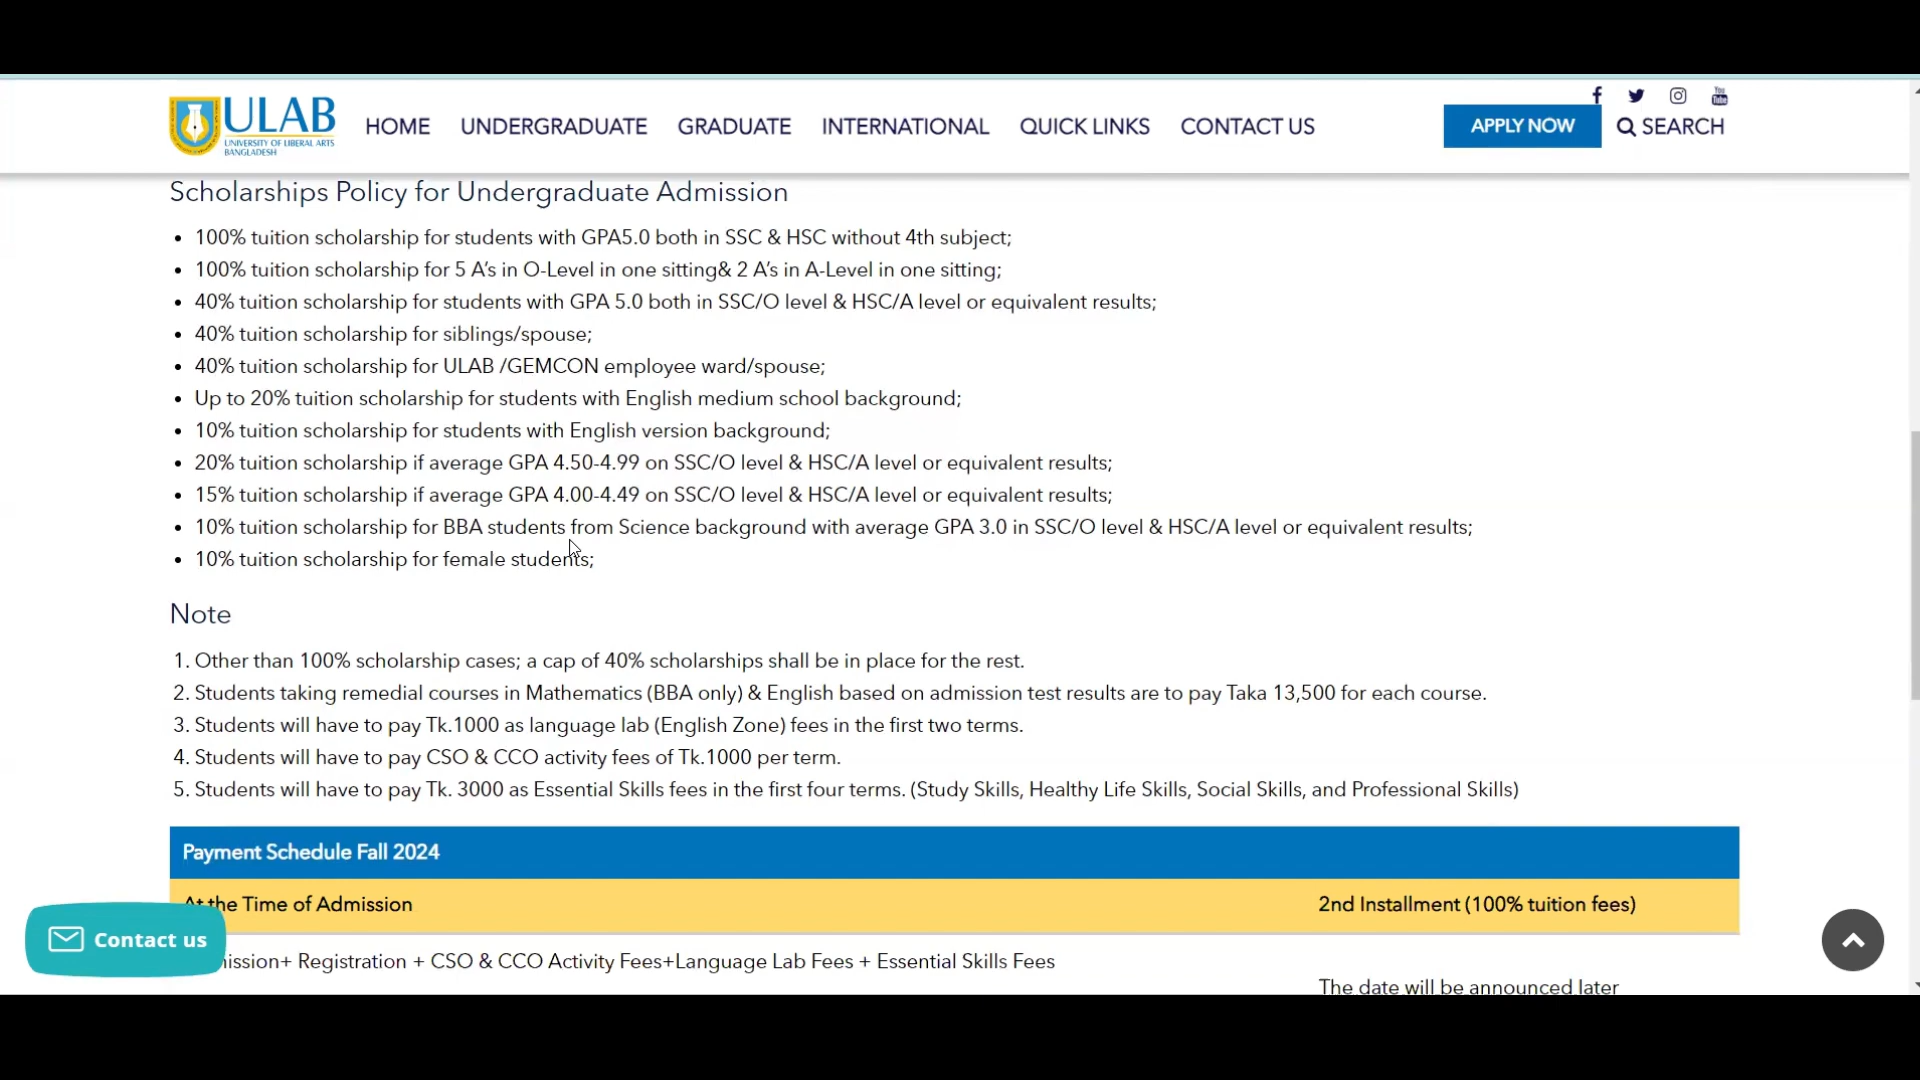 ULAB
UNIVERSITY OF LIBERAL ARTS
BANGLADESH
HOME
UNDERGRADUATE
GRADUATE
INTERNATIONAL
QUICK LINKS
CONTACT US
You
Tube
APPLY NOW
SEARCH
Scholarships Policy for Undergraduate Admission
• 100% tuition scholarship for students with GPA5.0 both in SSC & HSC without 4th subject;
• 100% tuition scholarship for 5 A's in O-Level in one sitting& 2 A's in A-Level in one sitting;
• 40% tuition scholarship for students with GPA 5.0 both in SSC/O level & HSC/A level or equivalent results;
• 40% tuition scholarship for siblings/spouse;
• 40% tuition scholarship for ULAB /GEMCON employee ward/spouse;
• Up to 20% tuition scholarship for students with English medium school background;
• 10% tuition scholarship for students with English version background;
• 20% tuition scholarship if average GPA 4.50-4.99 on SSC/O level & HSC/A level or equivalent results;
• 15% tuition scholarship if average GPA 4.00-4.49 on SSC/O level & HSC/A level or equivalent results;
• 10% tuition scholarship for BBA students from Science background with average GPA 3.0 in SSC/O level & HSC/A level or equivalent results;
• 10% tuition scholarship for female students;
Note
1. Other than 100% scholarship cases; a cap of 40% scholarships shall be in place for the rest.
2. Students taking remedial courses in Mathematics (BBA only) & English based on admission test results are to pay Taka 13,500 for each course.
3. Students will have to pay Tk.1000 as language lab (English Zone) fees in the first two terms.
4. Students will have to pay CSO & CCO activity fees of Tk.1000 per term.
5. Students will have to pay Tk. 3000 as Essential Skills fees in the first four terms. (Study Skills, Healthy Life Skills, Social Skills, and Professional Skills)
Payment Schedule Fall 2024
At the Time of Admission
2nd Installment (100% tuition fees)
Contact us
ission+ Registration + CSO & CCO Activity Fees+Language Lab Fees + Essential Skills Fees
The date will be announced later